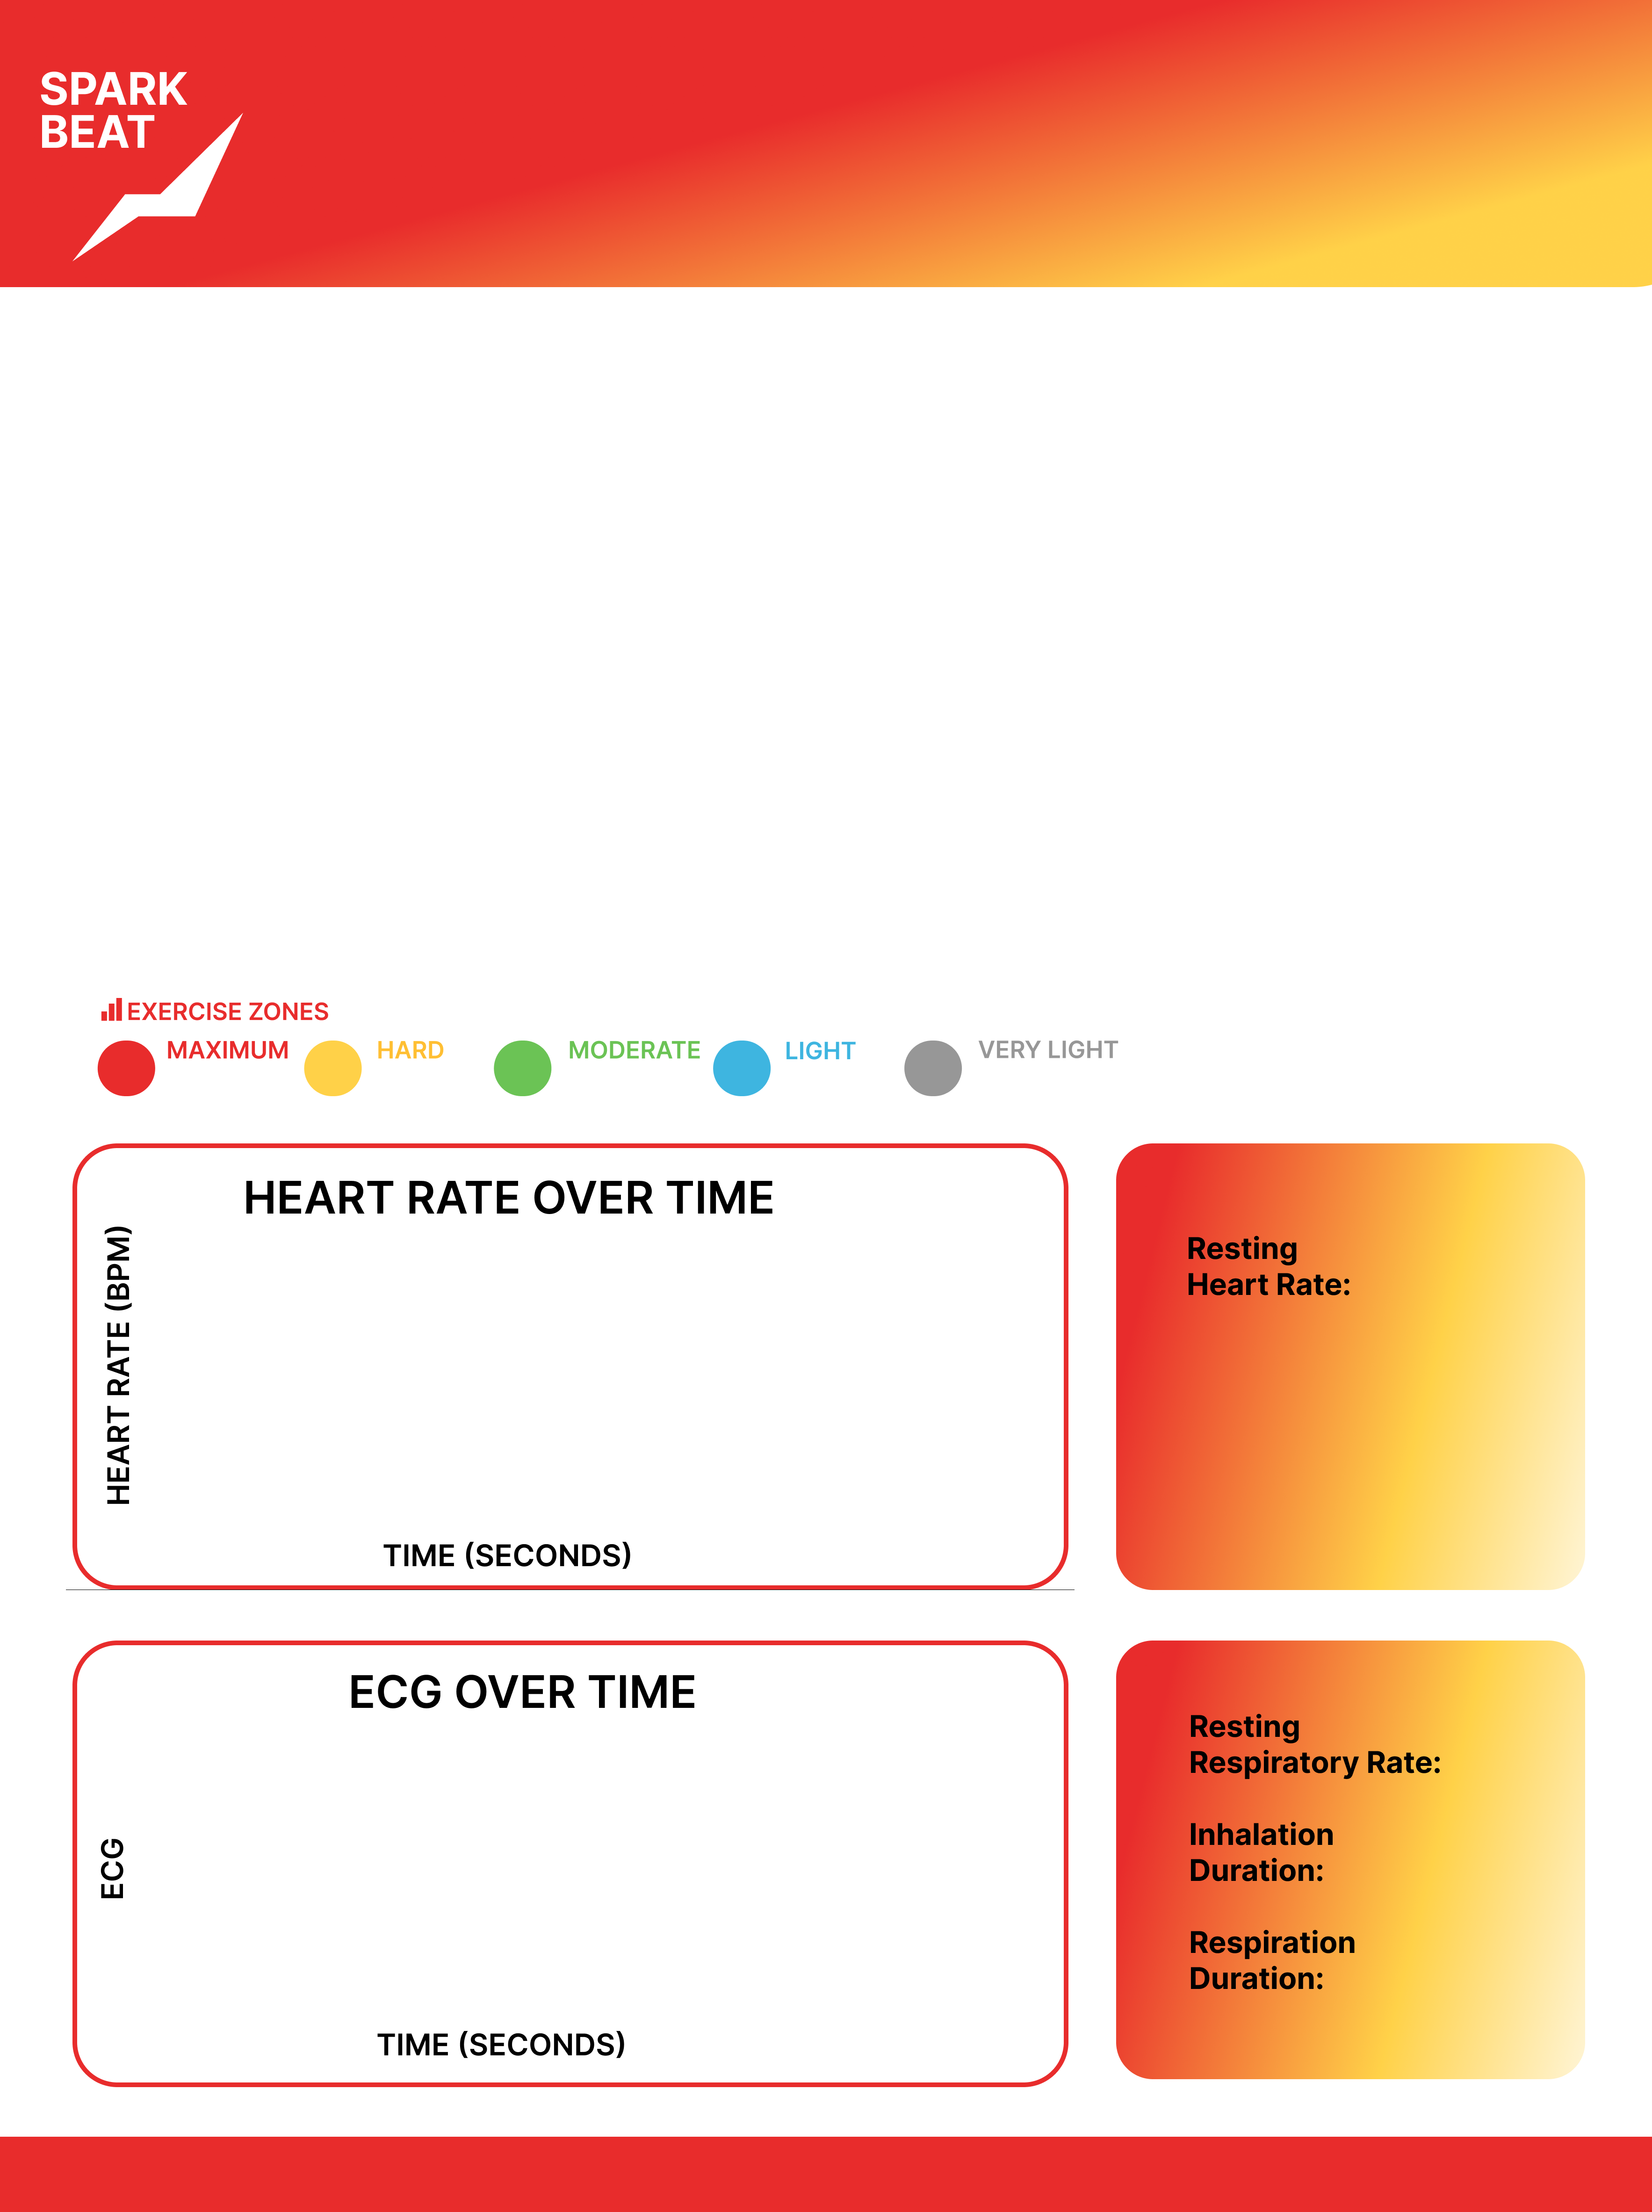 SPARK
BEAT
EXERCISE ZONES
MAXIMUM
HARD
MODERATE
LIGHT
VERY LIGHT
HEART RATE OVER TIME
HEART RATE (BPM)
TIME (SECONDS)
Resting
Heart Rate:
ECG OVER TIME
ECG
TIME (SECONDS)
Resting
Respiratory Rate:
Inhalation
Duration:
Respiration
Duration: